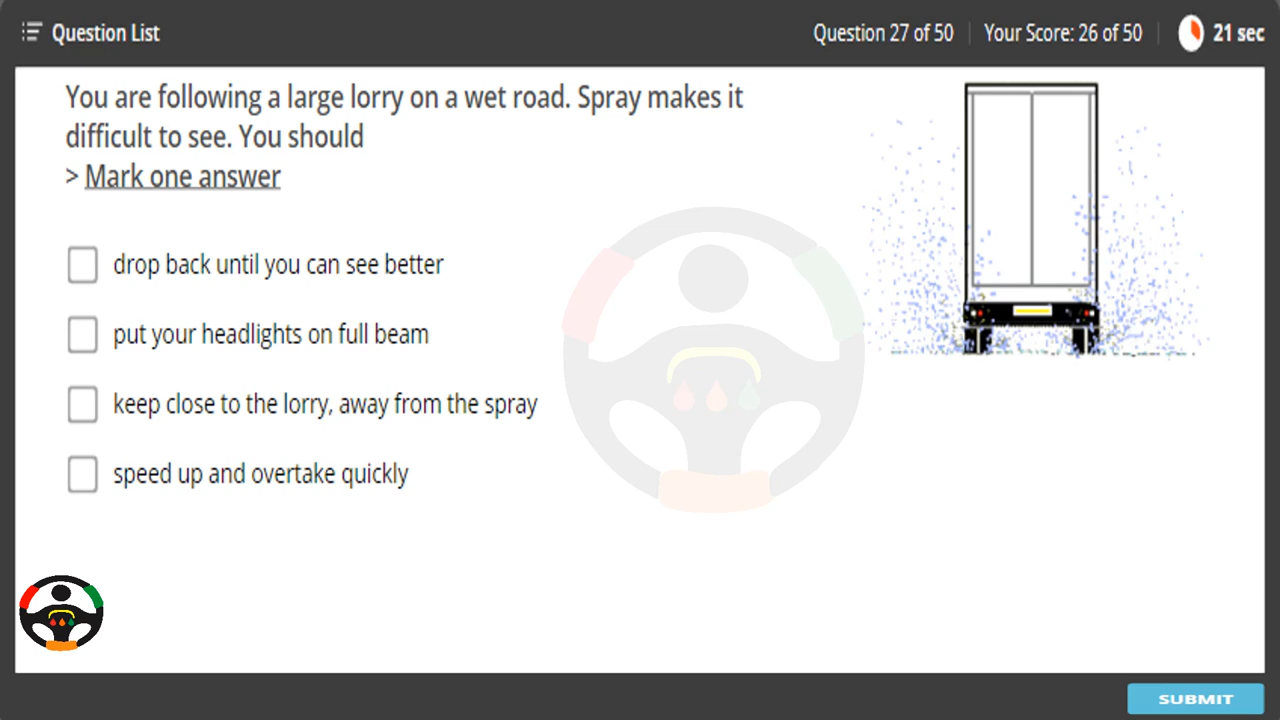 Question List
Question 27 of 50
Your Score: 26 of 50
21 sec
You are following a large lorry on a wet road. Spray makes it
difficult to see. You should
> Mark one answer
drop back until you can see better
put your headlights on full beam
keep close to the lorry, away from the spray
speed up and overtake quickly
SUBMIT